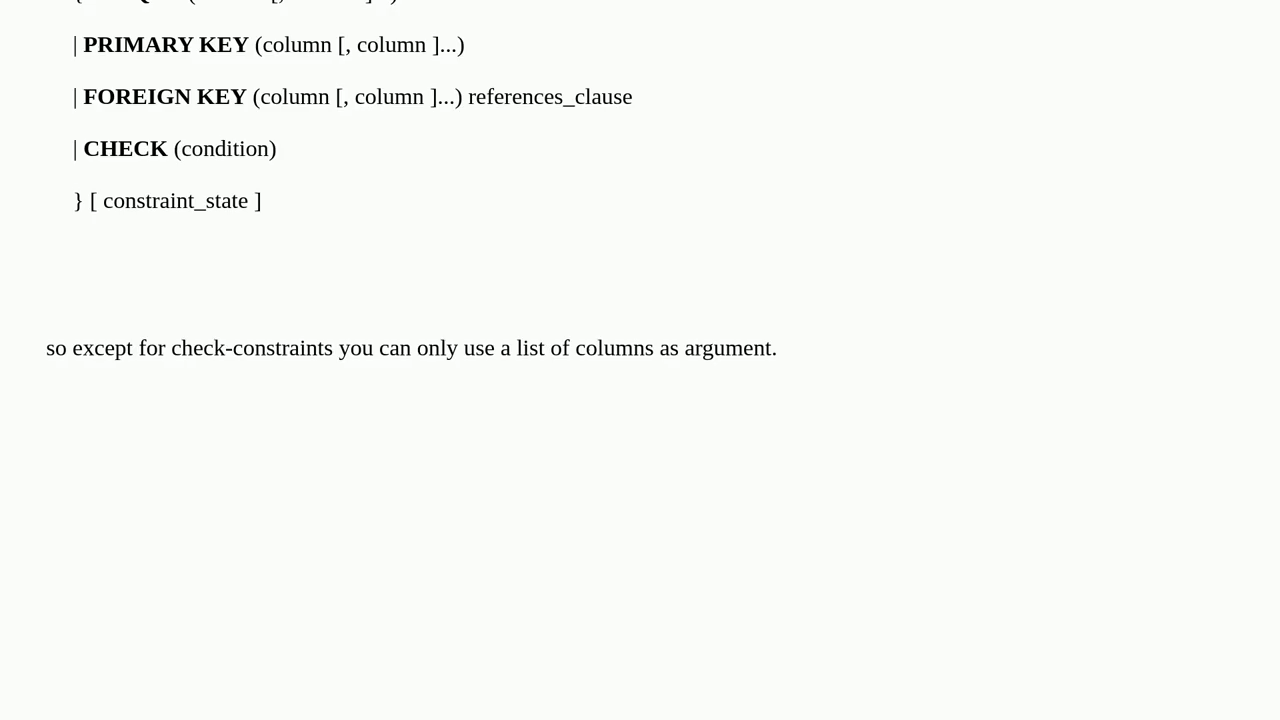 | PRIMARY KEY (column [, column ]...)
| FOREIGN KEY (column [, column ]...) references_clause
| CHECK (condition)
} [ constraint_state ]
so except for check-constraints you can only use a list of columns as argument.